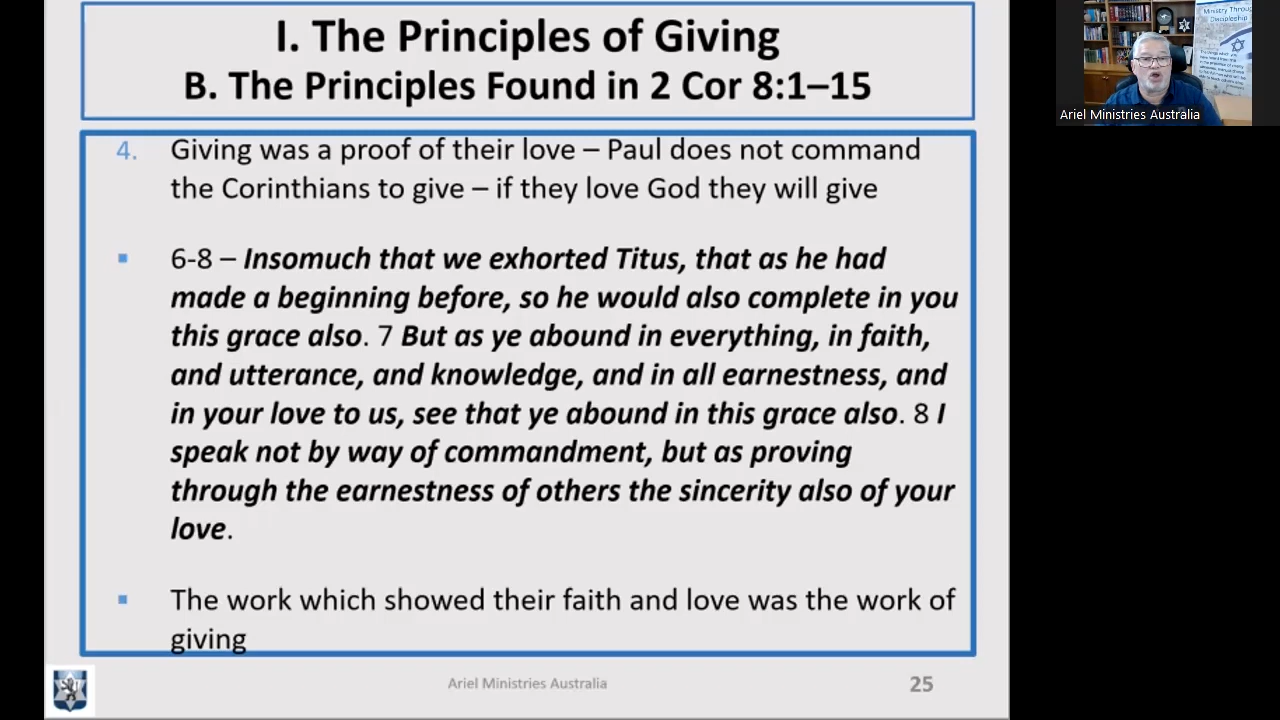 I. The Principles of Giving
B. The Principles Found in 2 Cor 8:1–15
4. Giving was a proof of their love – Paul does not command
the Corinthians to give – if they love God they will give
▪ 6-8 – Insomuch that we exhorted Titus, that as he had
made a beginning before, so he would also complete in you
this grace also. 7 But as ye abound in everything, in faith,
and utterance, and knowledge, and in all earnestness, and
in your love to us, see that ye abound in this grace also. 8 I
speak not by way of commandment, but as proving
through the earnestness of others the sincerity also of your
love.
▪ The work which showed their faith and love was the work of
giving
Ariel Ministries Australia
25
Ministry Through
Discipleship
Ariel Ministries Australia